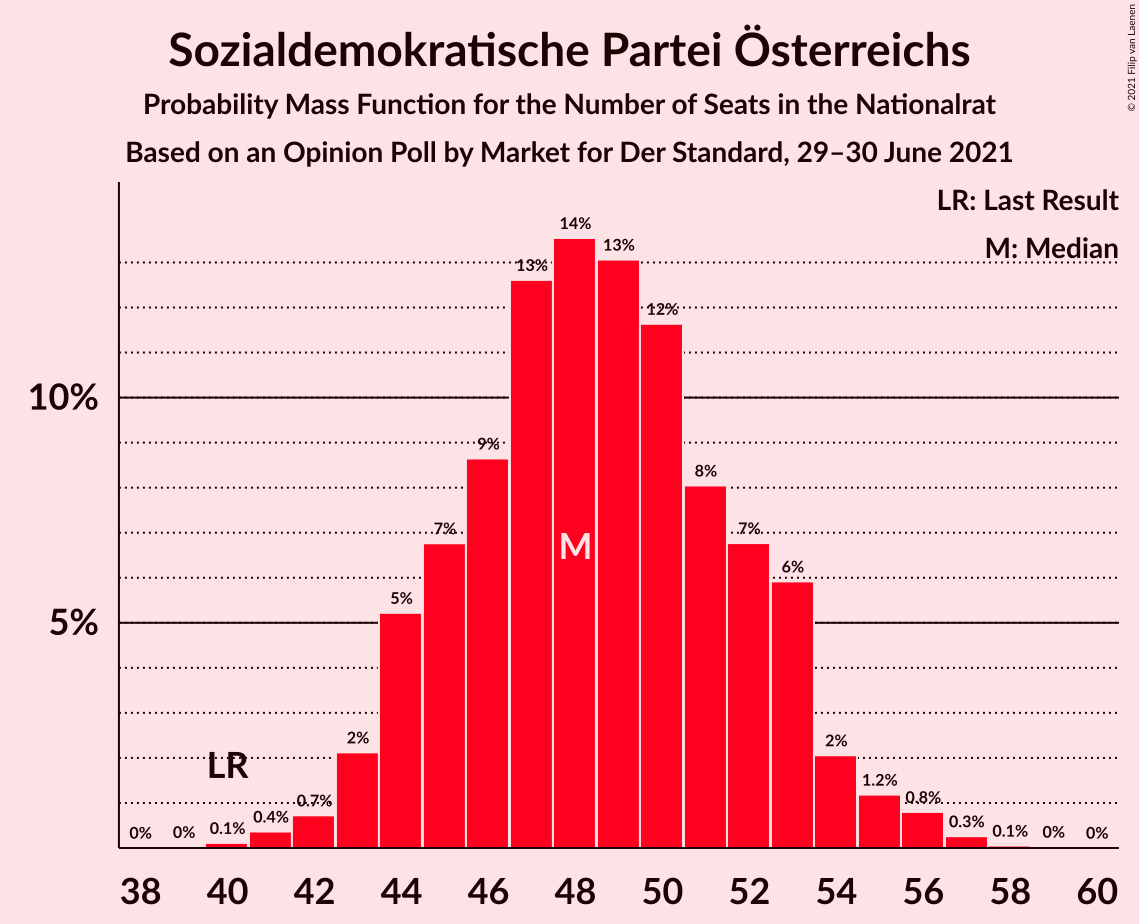 Sozialdemokratische Partei Österreichs
Probability Mass Function for the Number of Seats in the Nationalrat
Based on an Opinion Poll by Market for Der Standard, 29–30 June 2021
© 2021 Filip van Laenen
LR: Last Result
M: Median
10%
5%
0%
0%
0.1%
0.4%
0.7%
2%
5%
7%
9%
13%
14%
13%
12%
8%
7%
6%
2%
1.2%
0.8%
0.3%
0.1%
0%
0%
LR
M
38 40 42 44 46 48 50 52 54 56 58 60